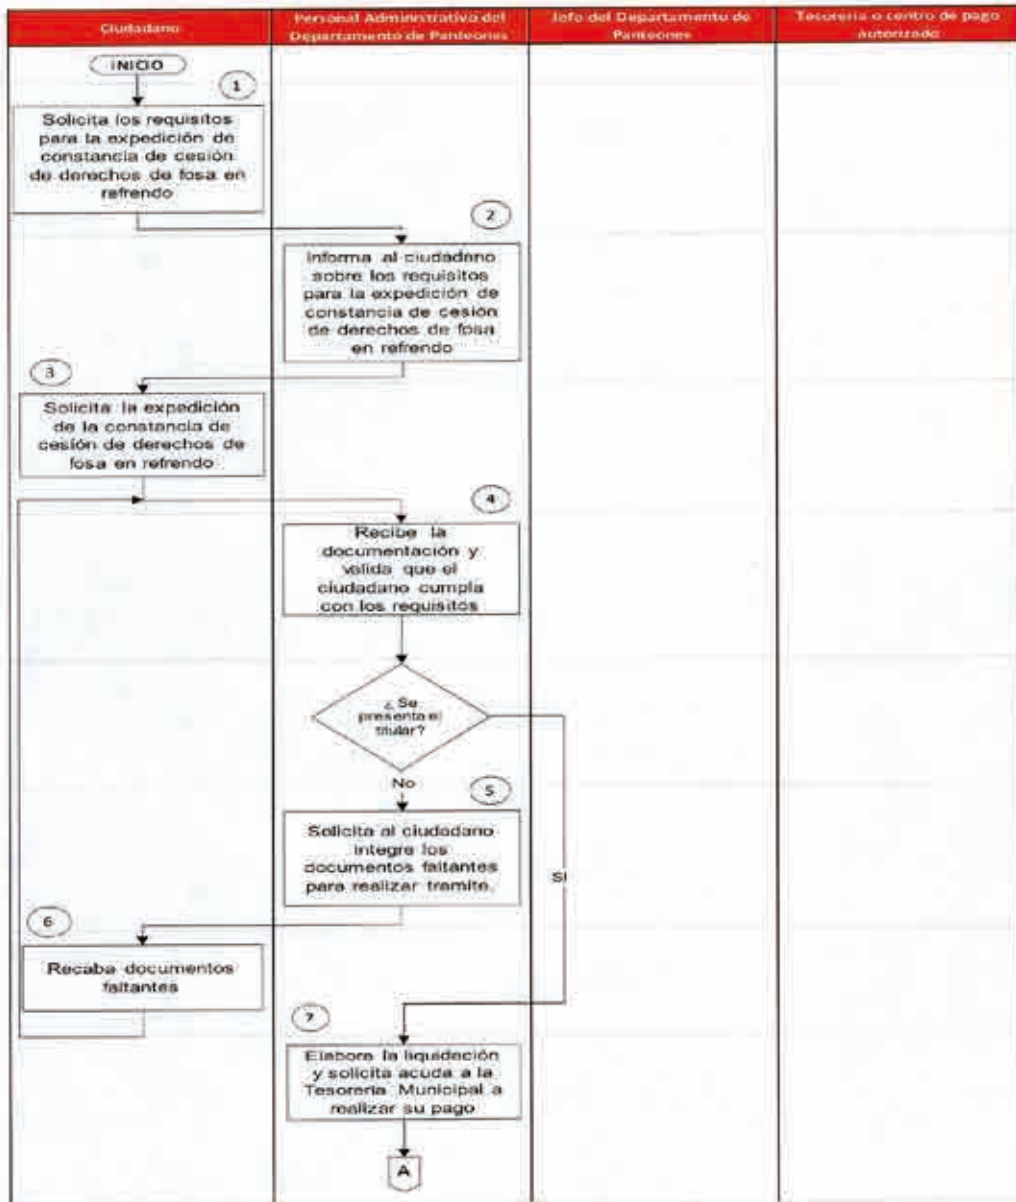 Ciudadano
Personal Administrativo del
Departamento de Panteones
Jefe del Departamento de
Panteones
Tesorería o centro de pago
Autorizado
INICIO
1
Solicita los requisitos
para la expedición de
constancia de cesión
de derechos de fosa en
refrendo
2
Informa al ciudadano
sobre los requisitos
para la expedición de
constancia de cesión
de derechos de fosa
en refrendo
3
Solicita la expedición
de la constancia de
cesión de derechos de
fosa en refrendo
4
Recibe la
documentación y
valida que el
ciudadano cumpla
con los requisitos
¿Se
presenta el
titular?
No
SI
5
Solicita al ciudadano
integre los
documentos faltantes
para realizar tramite.
6
Recaba documentos
faltantes
7
Elabora la liquidación
y solicita acuda a la
Tesorería Municipal a
realizar su pago
A